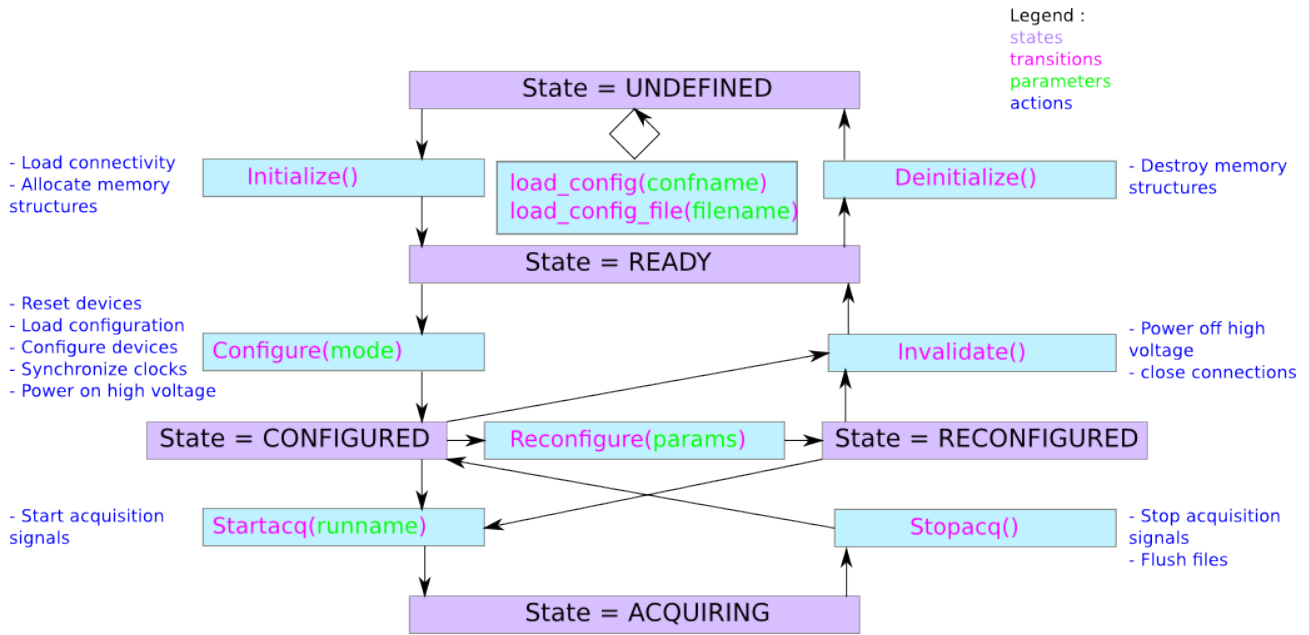 Legend :
states
transitions
parameters
actions
State = UNDEFINED
- Load connectivity
- Allocate memory
structures
Initialize()
load_config(confname)
load_config_file(filename)
Deinitialize()
- Destroy memory
structures
State = READY
- Reset devices
- Load configuration
- Configure devices
- Synchronize clocks
- Power on high voltage
Configure(mode)
Invalidate()
- Power off high
voltage
- close connections
State = CONFIGURED
Reconfigure(params)
State = RECONFIGURED
- Start acquisition
signals
Startacq(runname)
Stopacq()
- Stop acquisition
signals
- Flush files
State = ACQUIRING